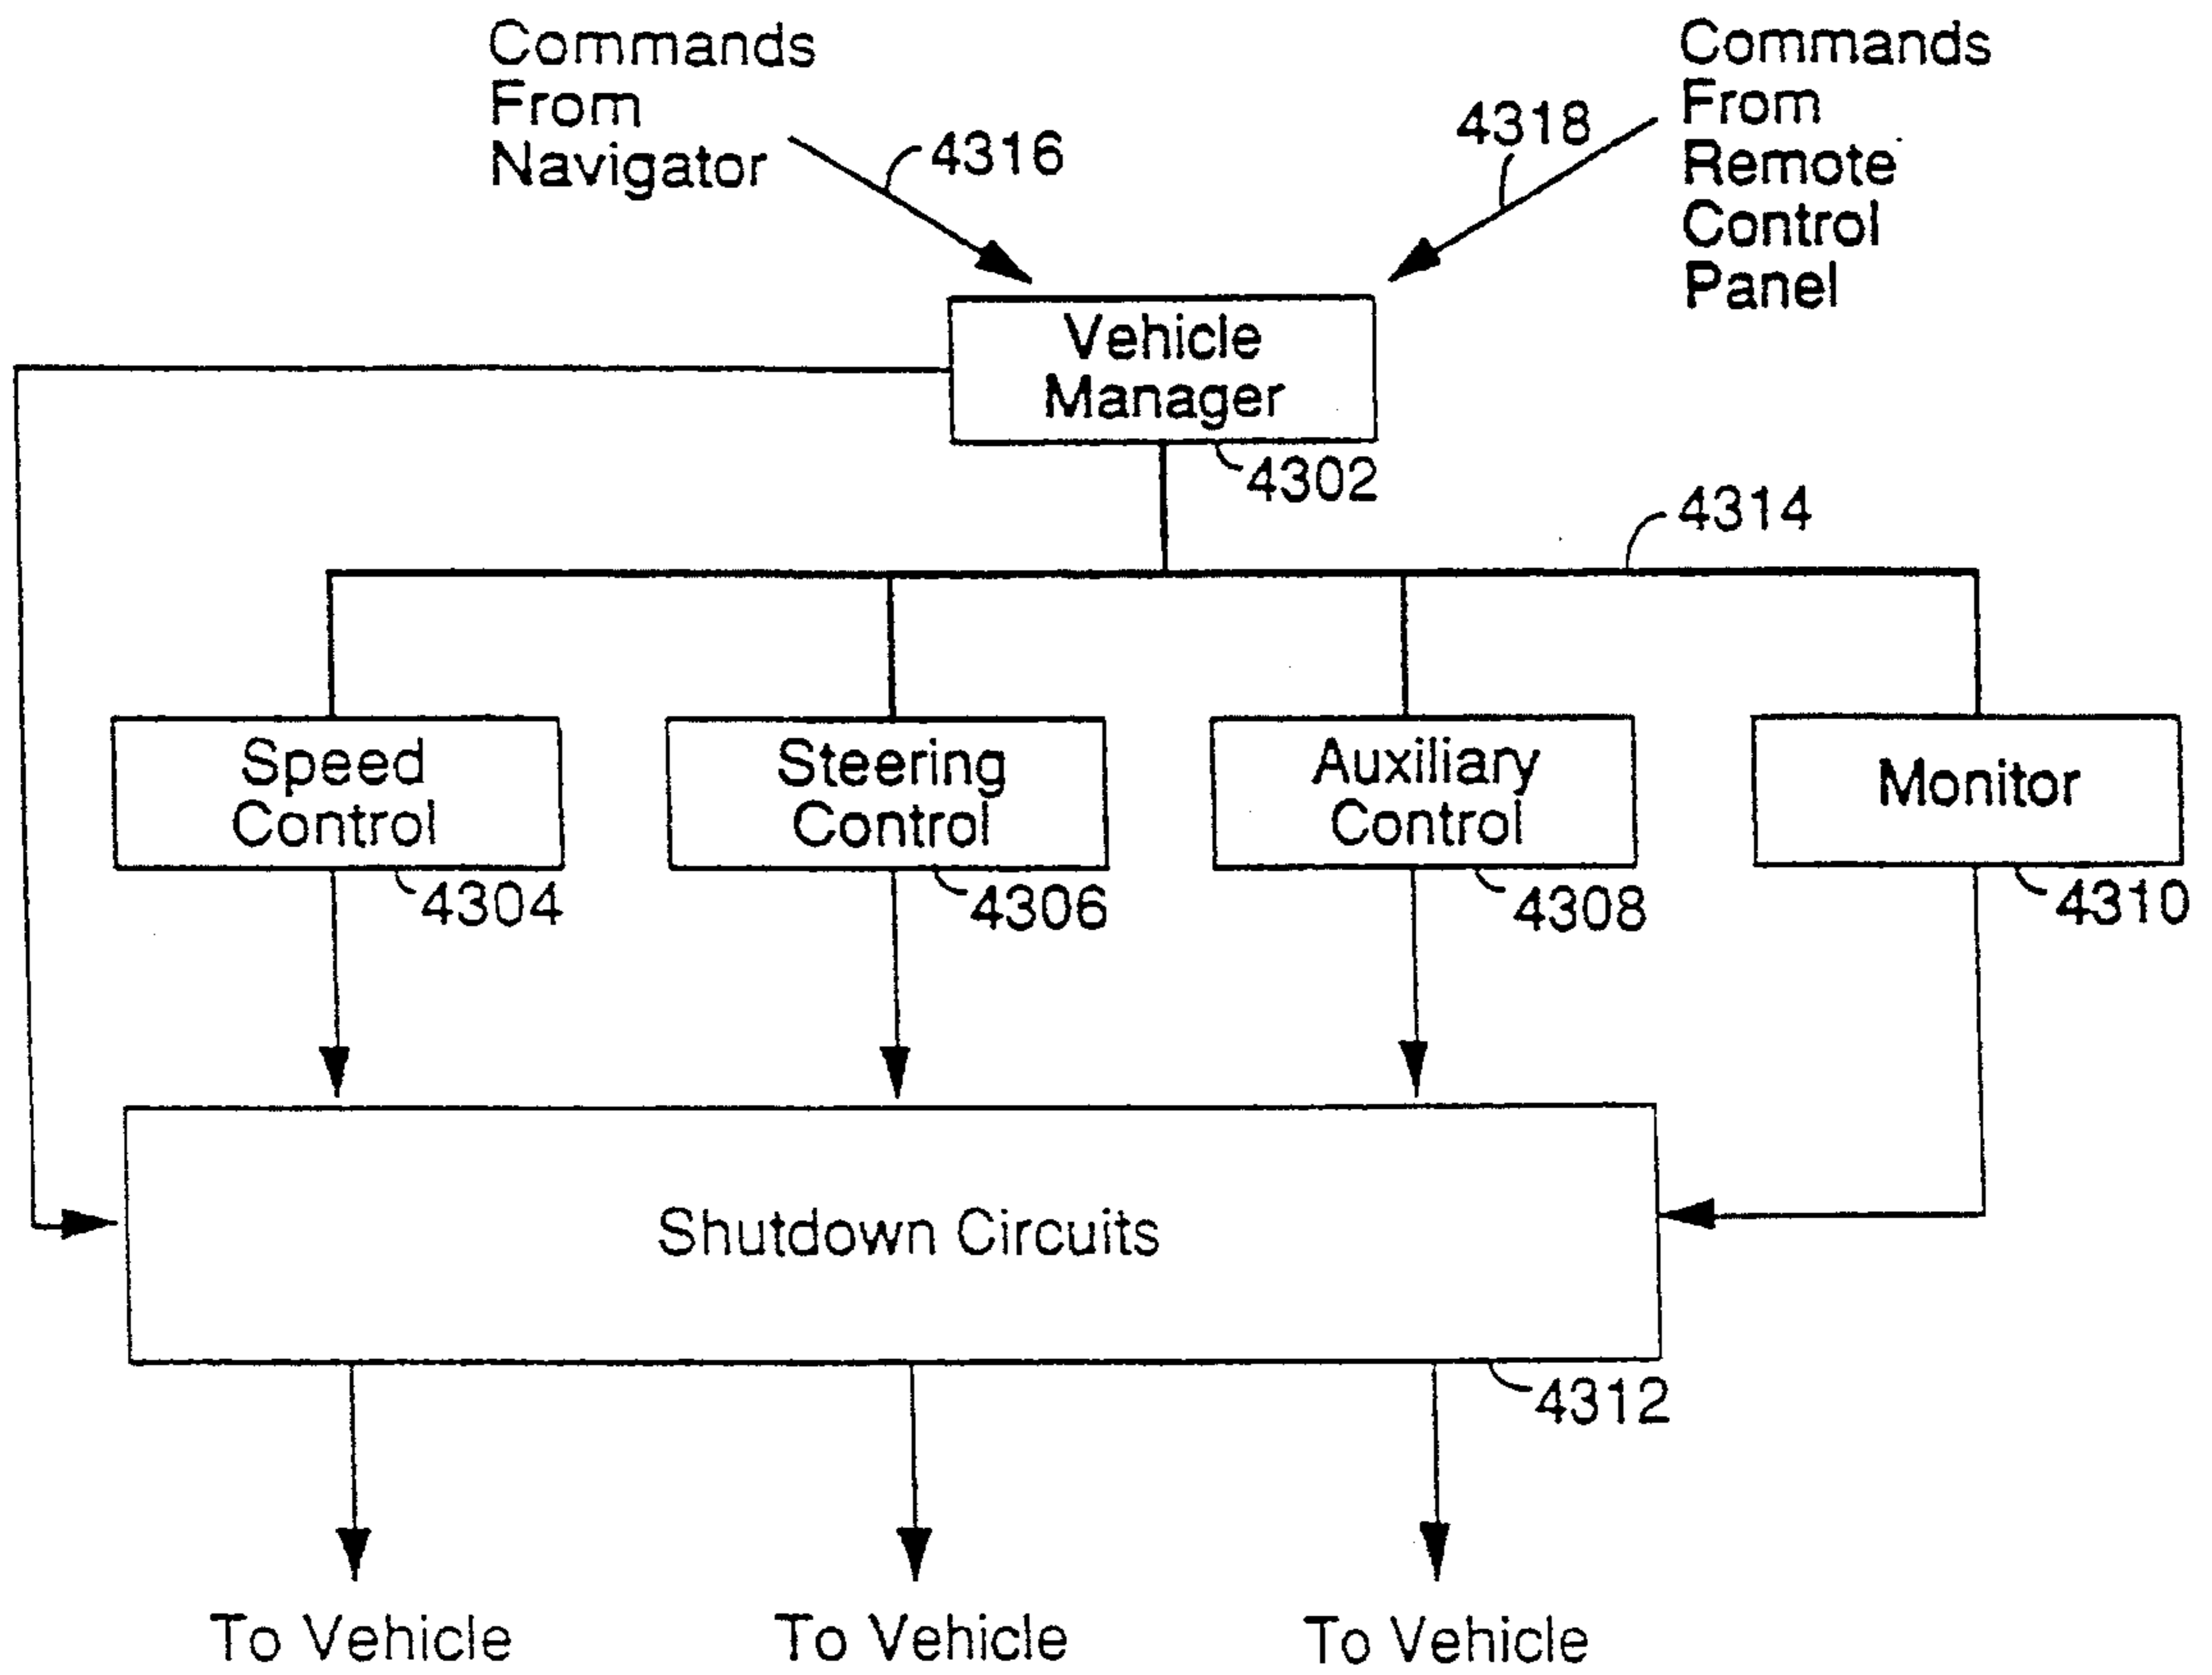 Commands
From
Navigator
4316
4318
Commands
From
Remote
Control
Panel
Vehicle
Manager
4302
4314
Speed
Control
4304
Steering
Control
4306
Auxiliary
Control
4308
Monitor
4310
Shutdown Circuits
4312
To Vehicle
To Vehicle
To Vehicle